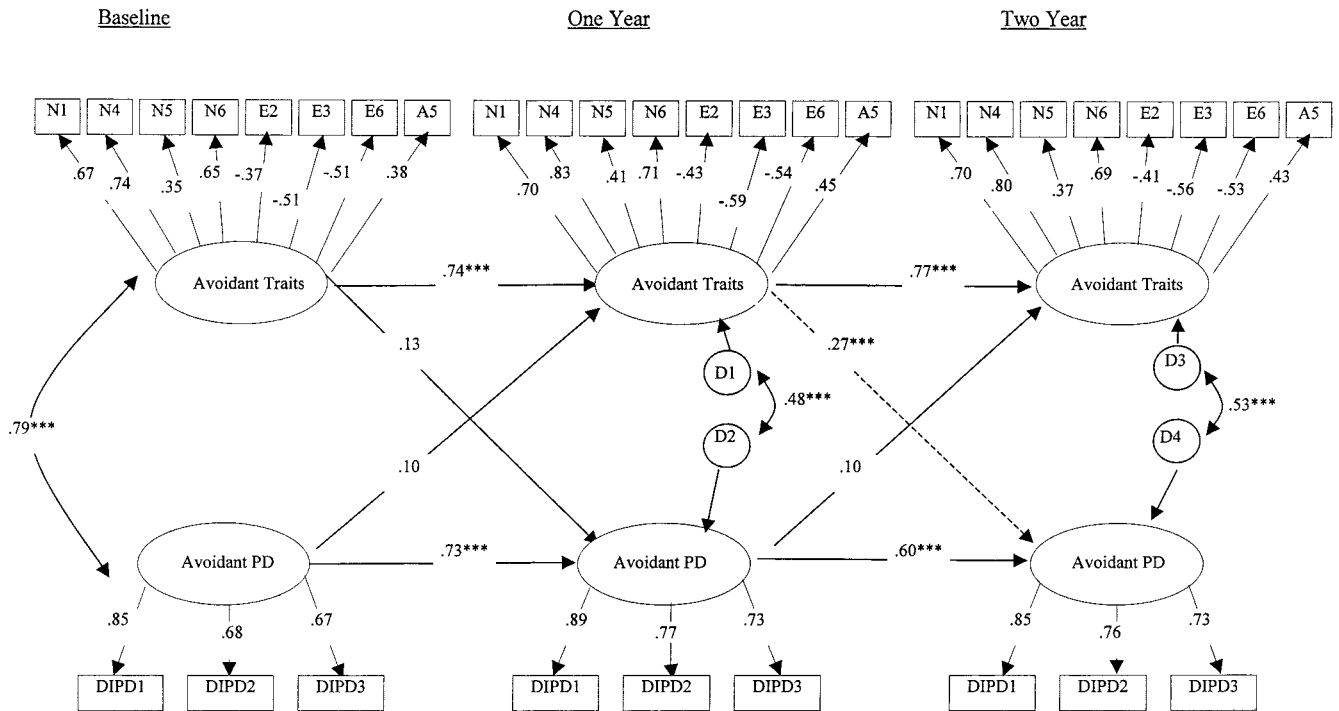 Baseline One Year Two Year
N1 N4 N5 N6 E2 E3 E6 A5 N1 N4 N5 N6 E2 E3 E6 A5 N1 N4 N5 N6 E2 E3 E6 A5
.67 .74 .35 .65 -.37 -.51 -.51 .38 .70 .83 .41 .71 -.43 -.59 -.54 .45 .70 .80 .37 .69 -.41 -.56 -.53 .43
Avoidant Traits .74*** Avoidant Traits .77*** Avoidant Traits
.13 .27***
D1 D3
.79*** .48*** .53***
D2 D4
.10 .10
Avoidant PD .73*** Avoidant PD .60*** Avoidant PD
.85 .68 .67 .89 .77 .73 .85 .76 .73
DIPD1 DIPD2 DIPD3 DIPD1 DIPD2 DIPD3 DIPD1 DIPD2 DIPD3